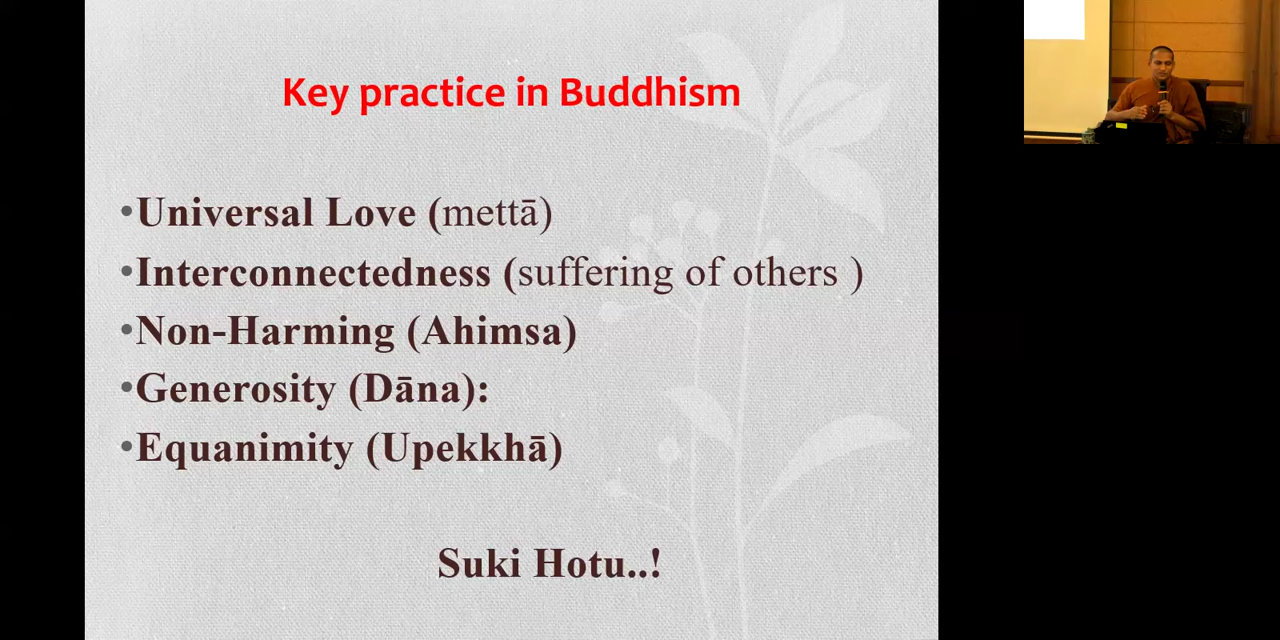 Key practice in Buddhism
•Universal Love (mettā)
•Interconnectedness (suffering of others )
•Non-Harming (Ahimsa)
•Generosity (Dāna):
•Equanimity (Upekkhā)
Suki Hotu..!